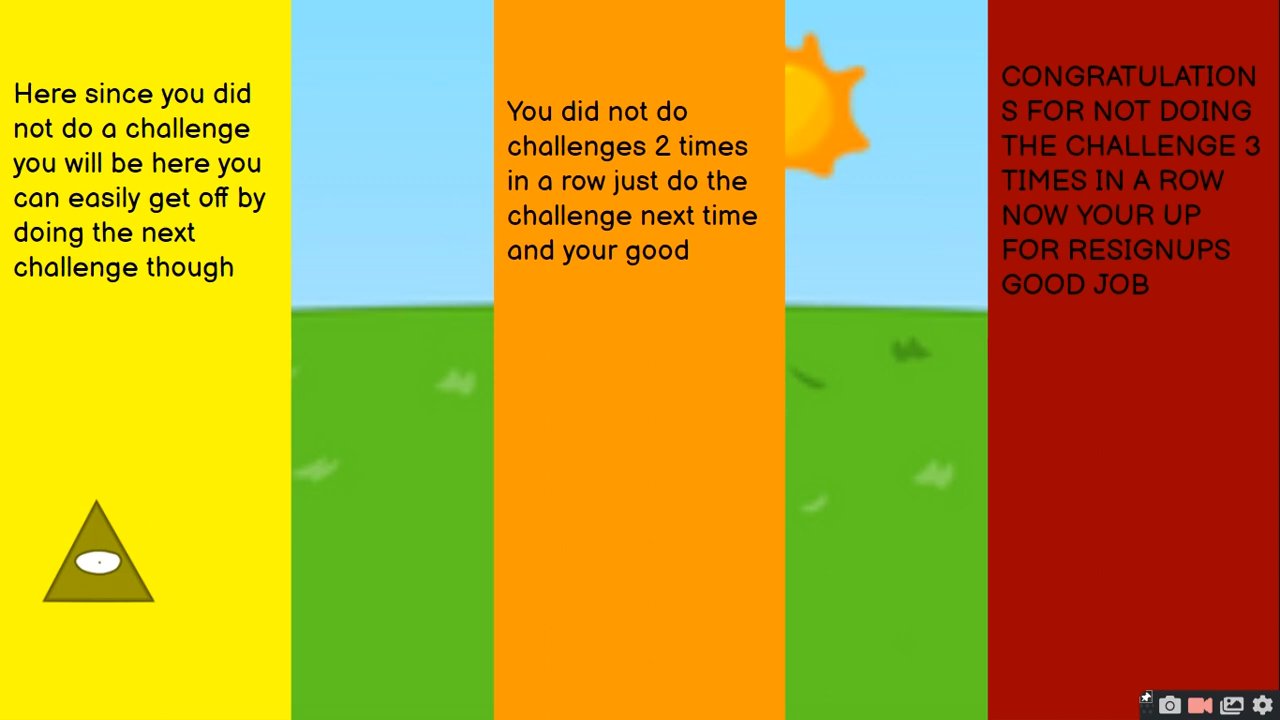 Here since you did
not do a challenge
you will be here you
can easily get off by
doing the next
challenge though
You did not do
challenges 2 times
in a row just do the
challenge next time
and your good
CONGRATULATION
S FOR NOT DOING
THE CHALLENGE 3
TIMES IN A ROW
NOW YOUR UP
FOR RESIGNUPS
GOOD JOB